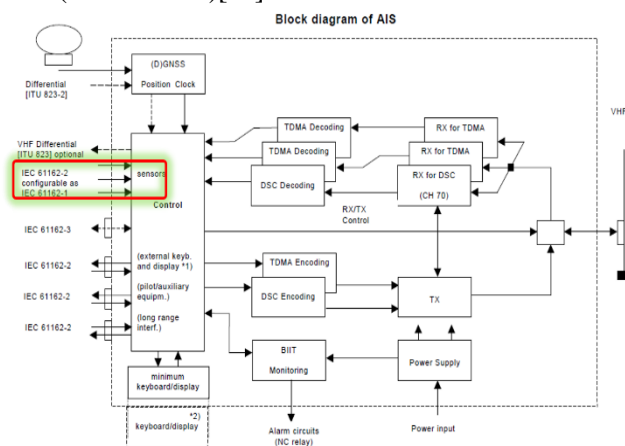 Block diagram of AIS
(D)GNSS
Position Clock
Differential
[ITU 823-2]
VHF
VHF Differential
[ITU 823] optional
IEC 61162-2
configurable as
IEC 61162-1
sensors
Control
TDMA Decoding
TDMA Decoding
DSC Decoding
RX for TDMA
RX for TDMA
RX for DSC
(CH 70)
RX/TX
Control
IEC 61162-3
IEC 61162-2
(external keyb.
and display *1)
IEC 61162-2
(pilot/auxiliary
equipm.)
IEC 61162-2
(long range
interf.)
TDMA Encoding
DSC Encoding
TX
BIIT
Monitoring
Power Supply
minimum
keyboard/display
*2)
keyboard/display
Alarm circuits
(NC relay)
Power input